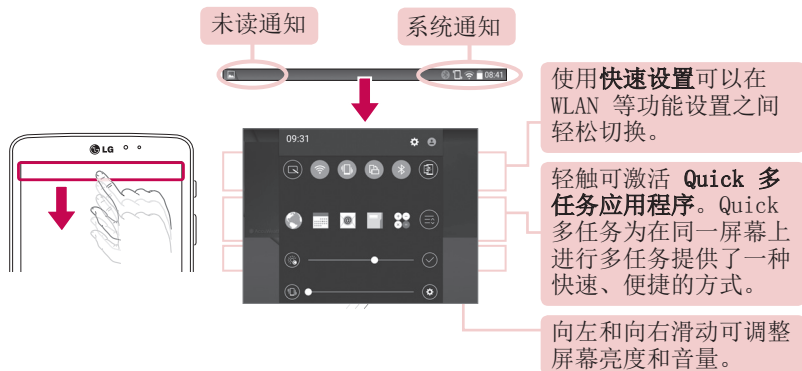 未读通知
系统通知
08:41
使用快速设置可以在
WLAN 等功能设置之间
轻松切换。
LG
09:31
轻触可激活 Quick 多
任务应用程序。Quick
多任务为在同一屏幕上
进行多任务提供了一种
快速、便捷的方式。
向左和向右滑动可调整
屏幕亮度和音量。